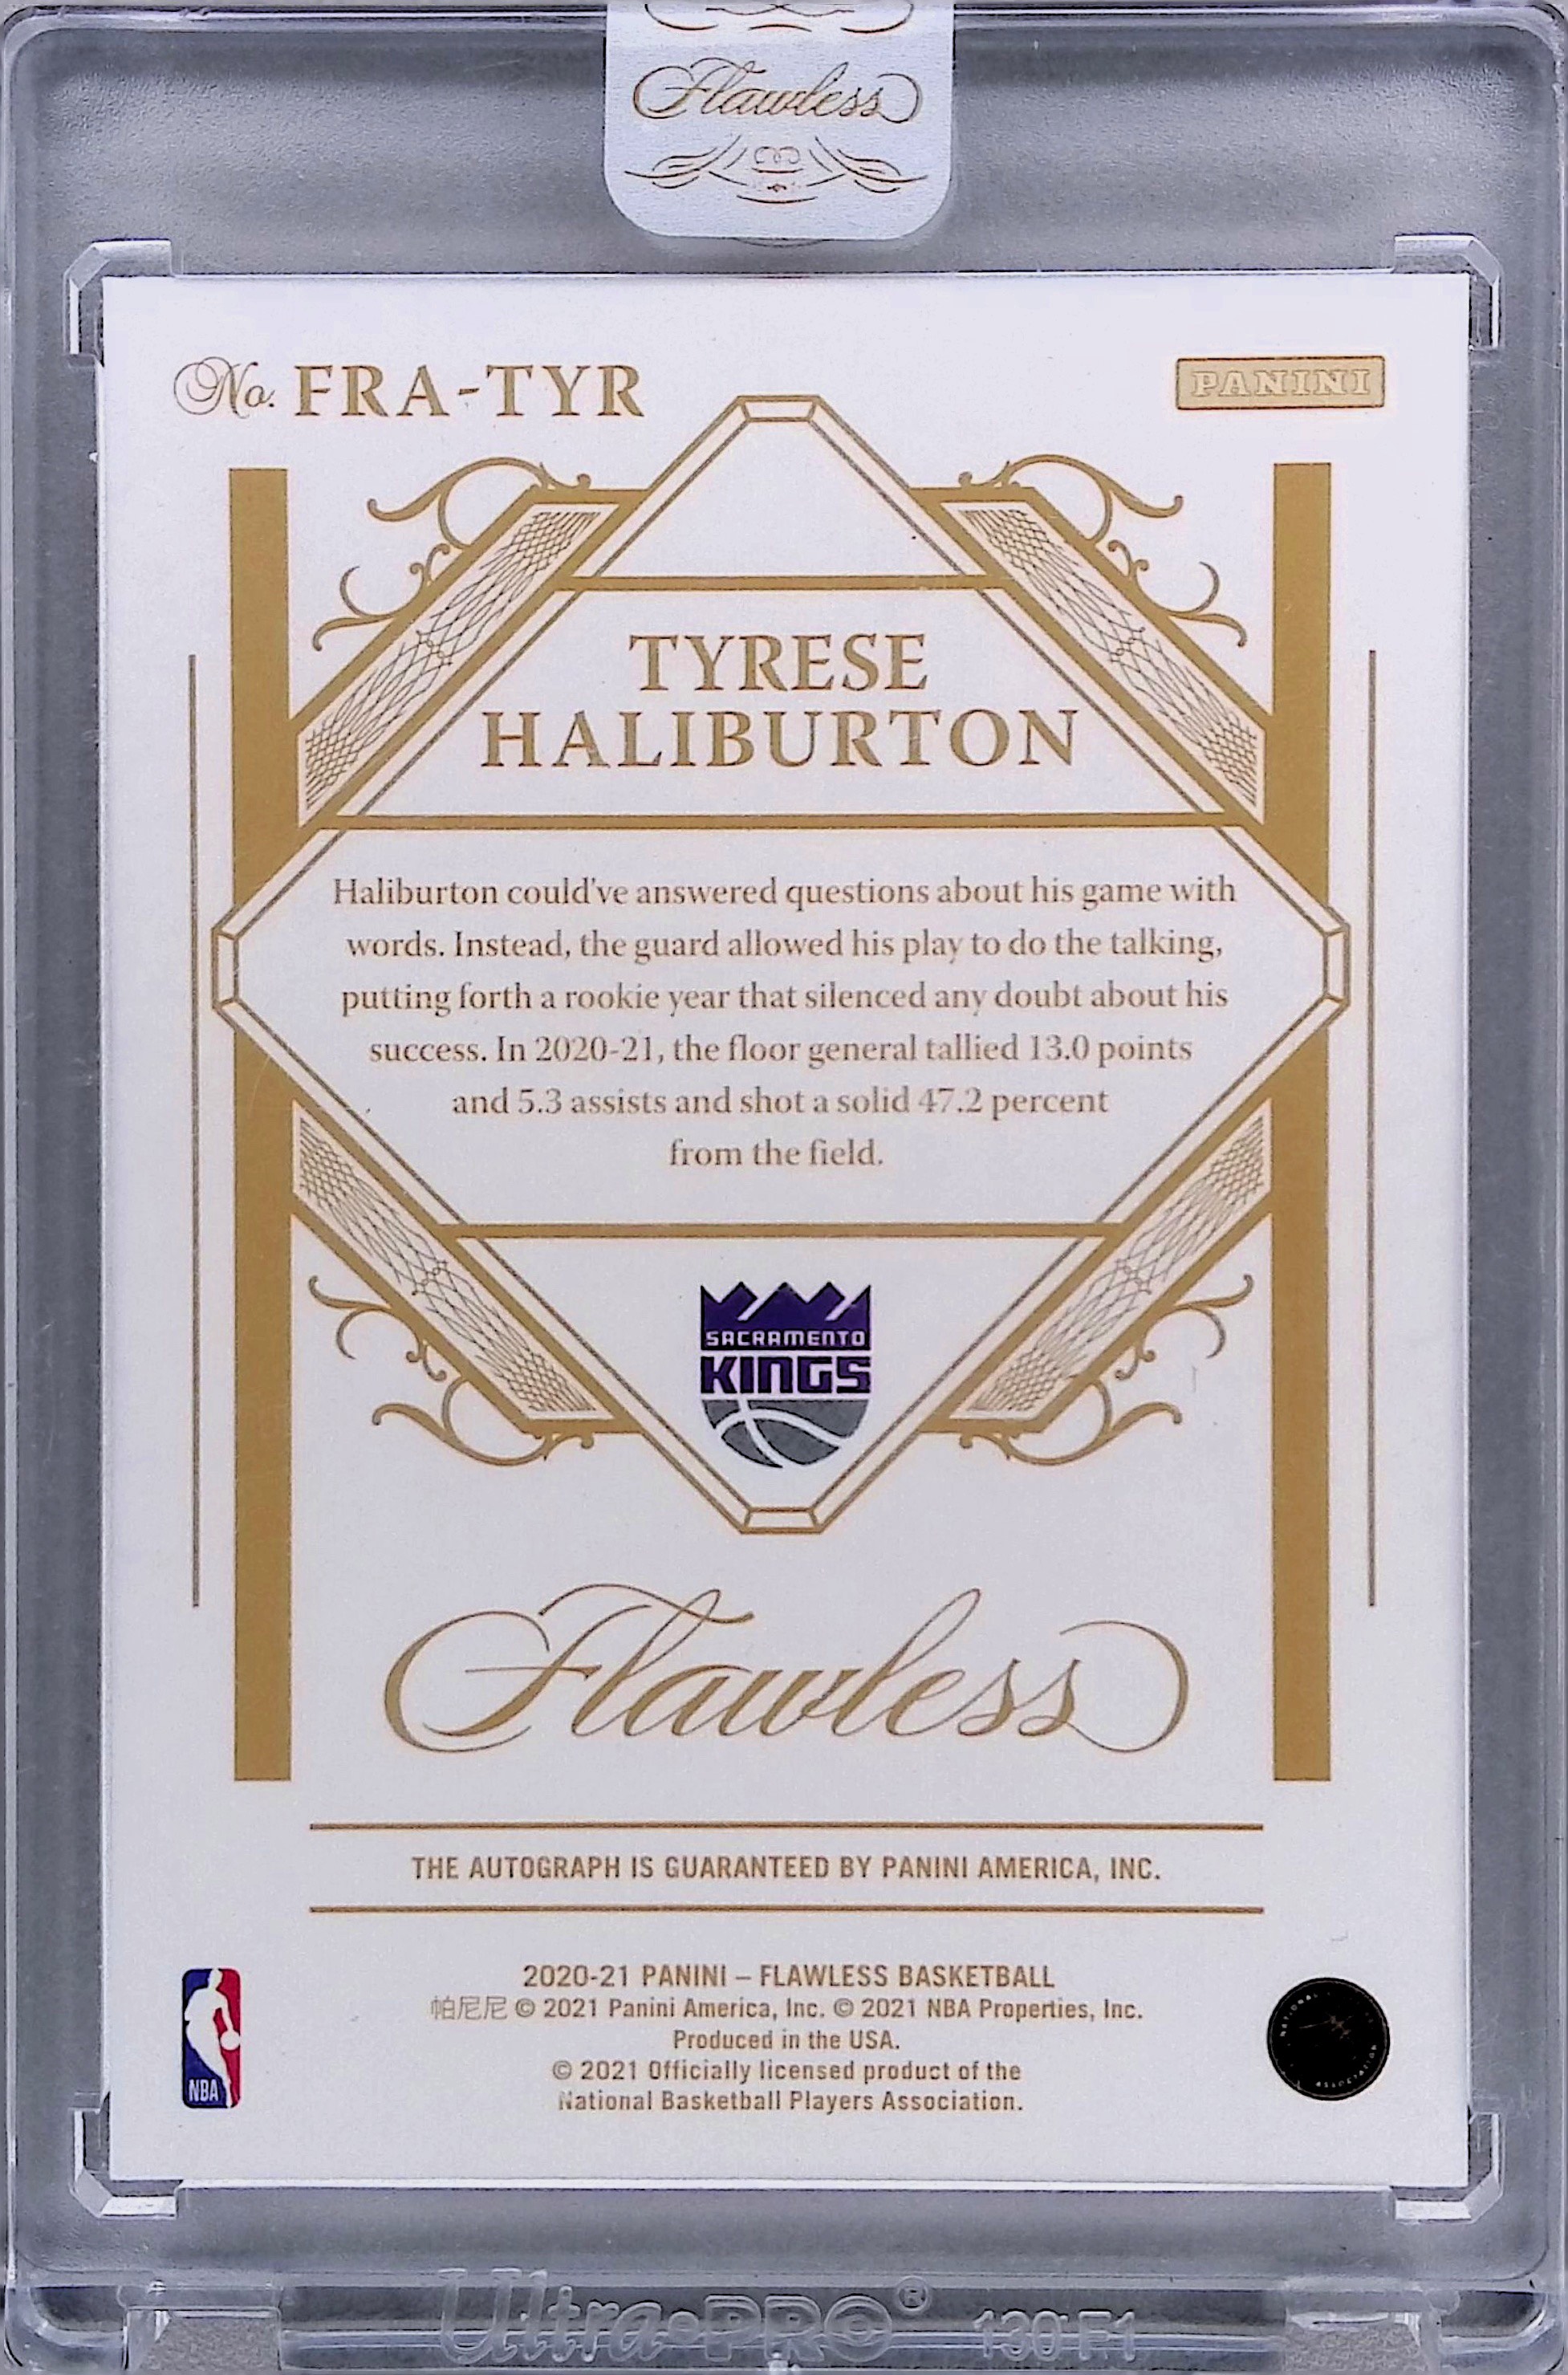 Flawless
No. FRA-TYR
PANINI
TYRESE
HALIBURTON
Haliburton could've answered questions about his game with
words. Instead, the guard allowed his play to do the talking,
putting forth a rookie year that silenced any doubt about his
success. In 2020-21, the floor general tallied 13.0 points
and 5.3 assists and shot a solid 47.2 percent
from the field.
SACRAMENTO
KINGS
Flawless
THE AUTOGRAPH IS GUARANTEED BY PANINI AMERICA, INC.
2020-21 PANINI – FLAWLESS BASKETBALL
帕尼尼 © 2021 Panini America, Inc. © 2021 NBA Properties, Inc.
Produced in the USA.
© 2021 Officially licensed product of the
National Basketball Players Association.
NBA
NATIONAL
ASSOCIATION
Ultra•PRO®